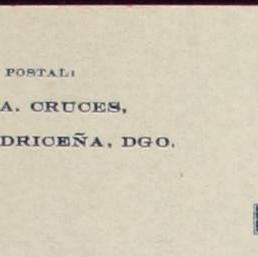 POSTAL:
A. CRUCES,
DRICEÑA, DGO.